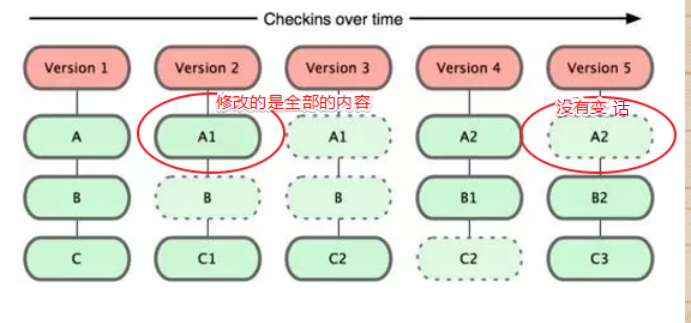 Checkins over time
Version 1 Version 2 Version 3 Version 4 Version 5
修改的是全部的内容
没有变 话
A A1 A1 A2 A2
B B B B1 B2
C C1 C2 C2 C3